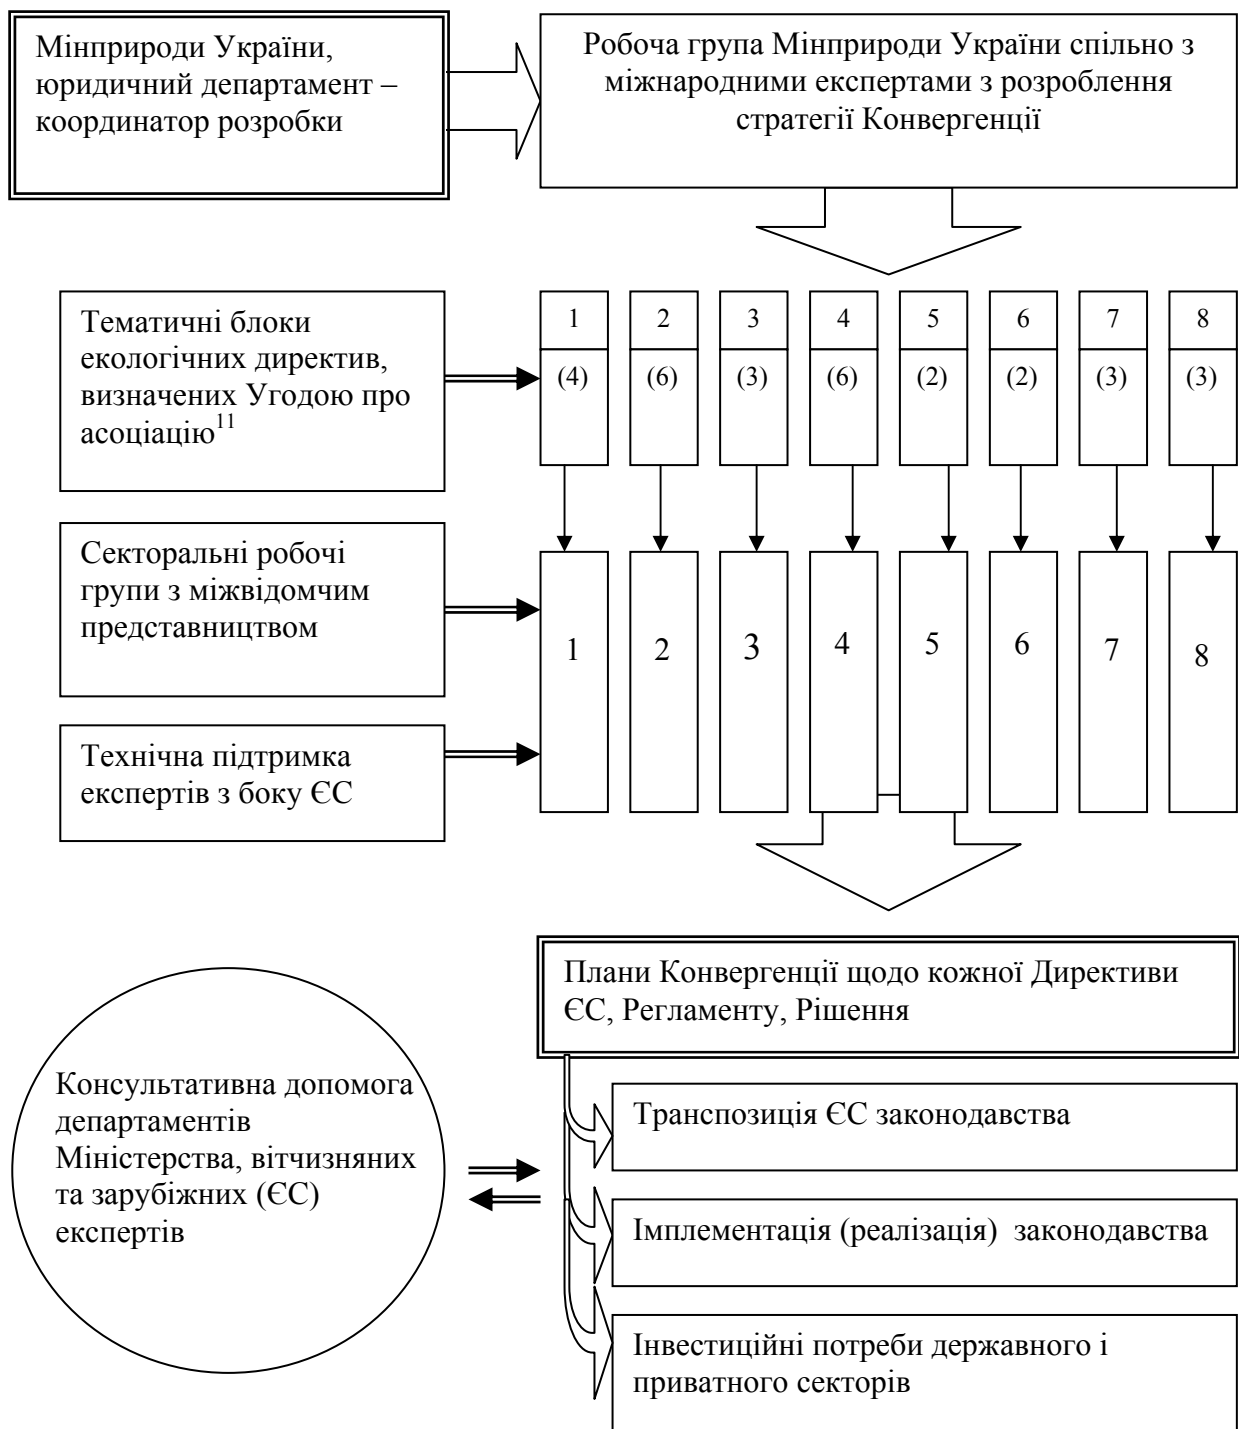 Мінприроди України,
юридичний департамент –
координатор розробки
Робоча група Мінприроди України спільно з
міжнародними експертами з розроблення
стратегії Конвергенції
Тематичні блоки
екологічних директив,
визначених Угодою про
асоціацію¹¹
1 2 3 4 5 6 7 8
(4) (6) (3) (6) (2) (2) (3) (3)
Секторальні робочі
групи з міжвідомчим
представництвом
1 2 3 4 5 6 7 8
Технічна підтримка
експертів з боку ЄС
Плани Конвергенції щодо кожної Директиви
ЄС, Регламенту, Рішення
Консультативна допомога
департаментів
Міністерства, вітчизняних
та зарубіжних (ЄС)
експертів
Транспозиція ЄС законодавства
Імплементація (реалізація) законодавства
Інвестиційні потреби державного і
приватного секторів